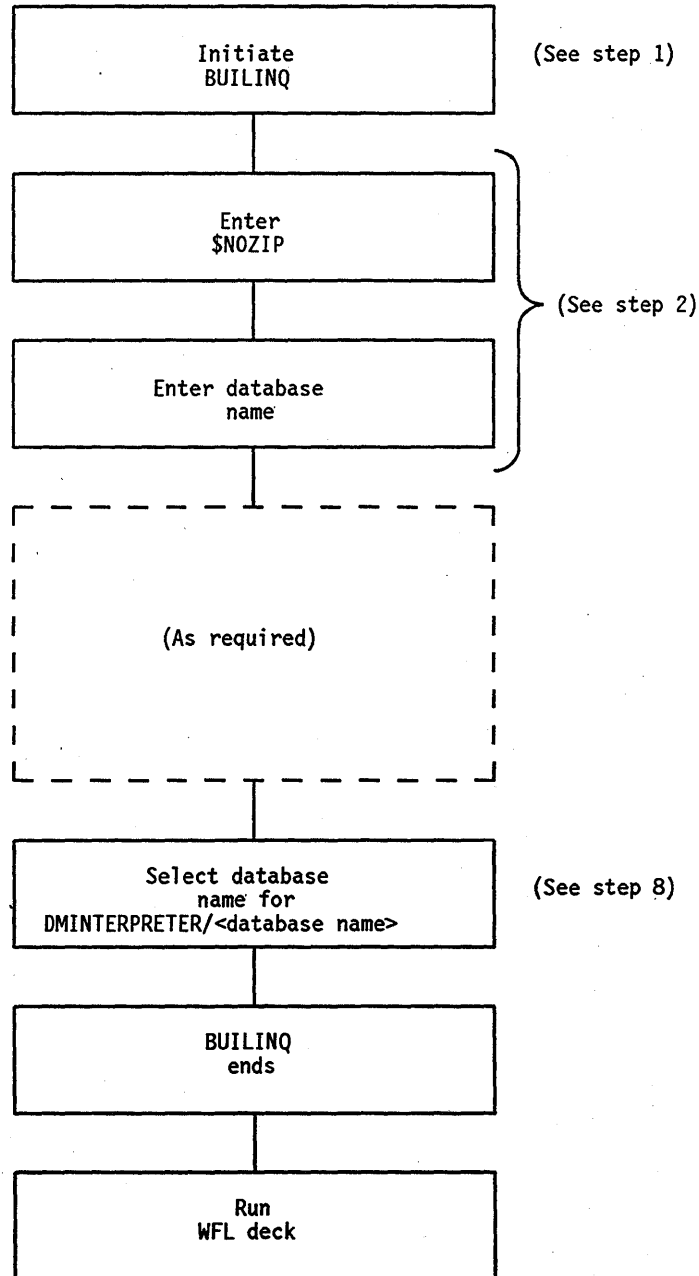 Initiate
BUILINQ
(See step 1)
Enter
$NOZIP
(See step 2)
Enter database
name
(As required)
Select database
name for
DMINTERPRETER/<database name>
(See step 8)
BUILINQ
ends
Run
WFL deck